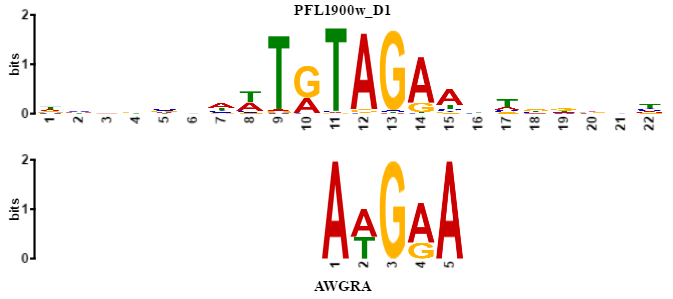 PFL1900w_D1
2
bits
1
0
1 2 3 4 5 6 7 8 9 10 11 12 13 14 15 16 17 18 19 20 21 22
T G T A G A A
A
2
bits
1
0
A A G A A
T G
1 2 3 4 5
AWGRA